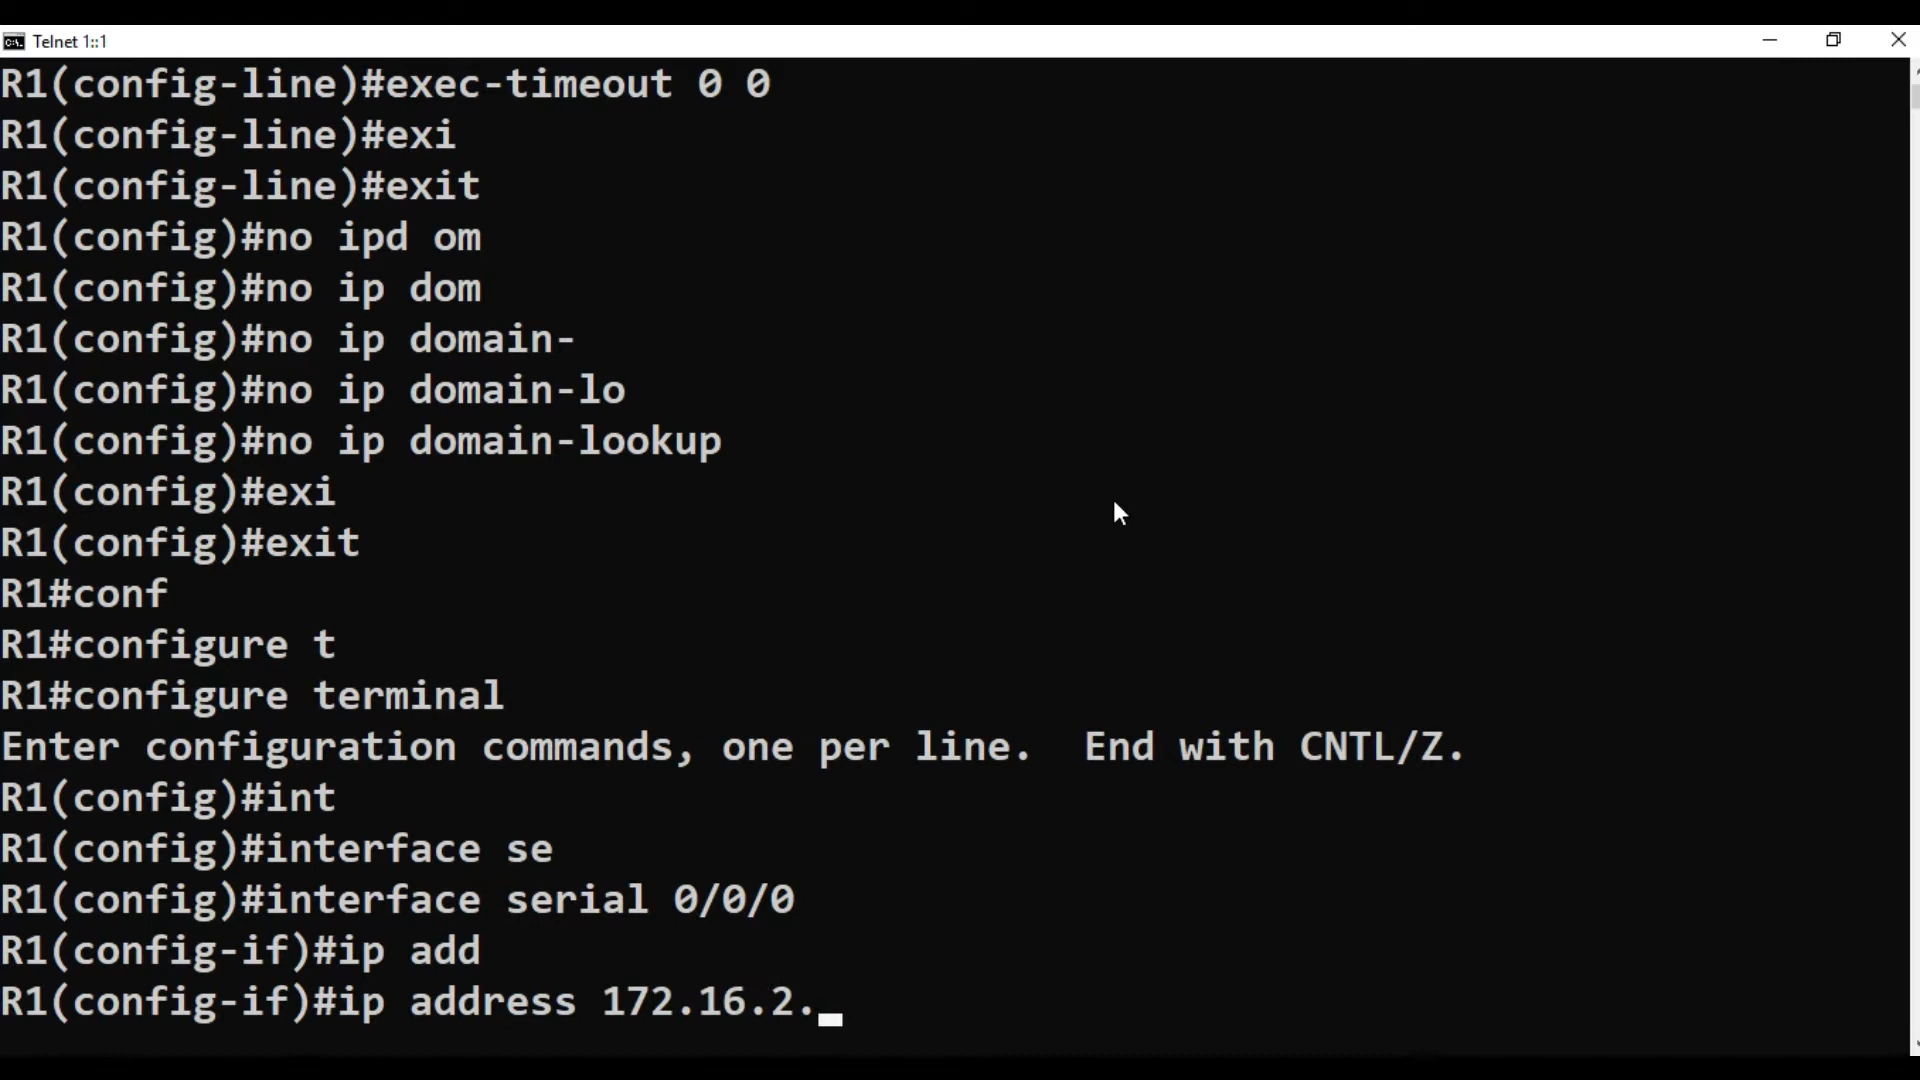 Telnet 1::1
R1(config-line)#exec-timeout 0 0
R1(config-line)#exi
R1(config-line)#exit
R1(config)#no ipd om
R1(config)#no ip dom
R1(config)#no ip domain-
R1(config)#no ip domain-lo
R1(config)#no ip domain-lookup
R1(config)#exi
R1(config)#exit
R1#conf
R1#configure t
R1#configure terminal
Enter configuration commands, one per line.  End with CNTL/Z.
R1(config)#int
R1(config)#interface se
R1(config)#interface serial 0/0/0
R1(config-if)#ip add
R1(config-if)#ip address 172.16.2.